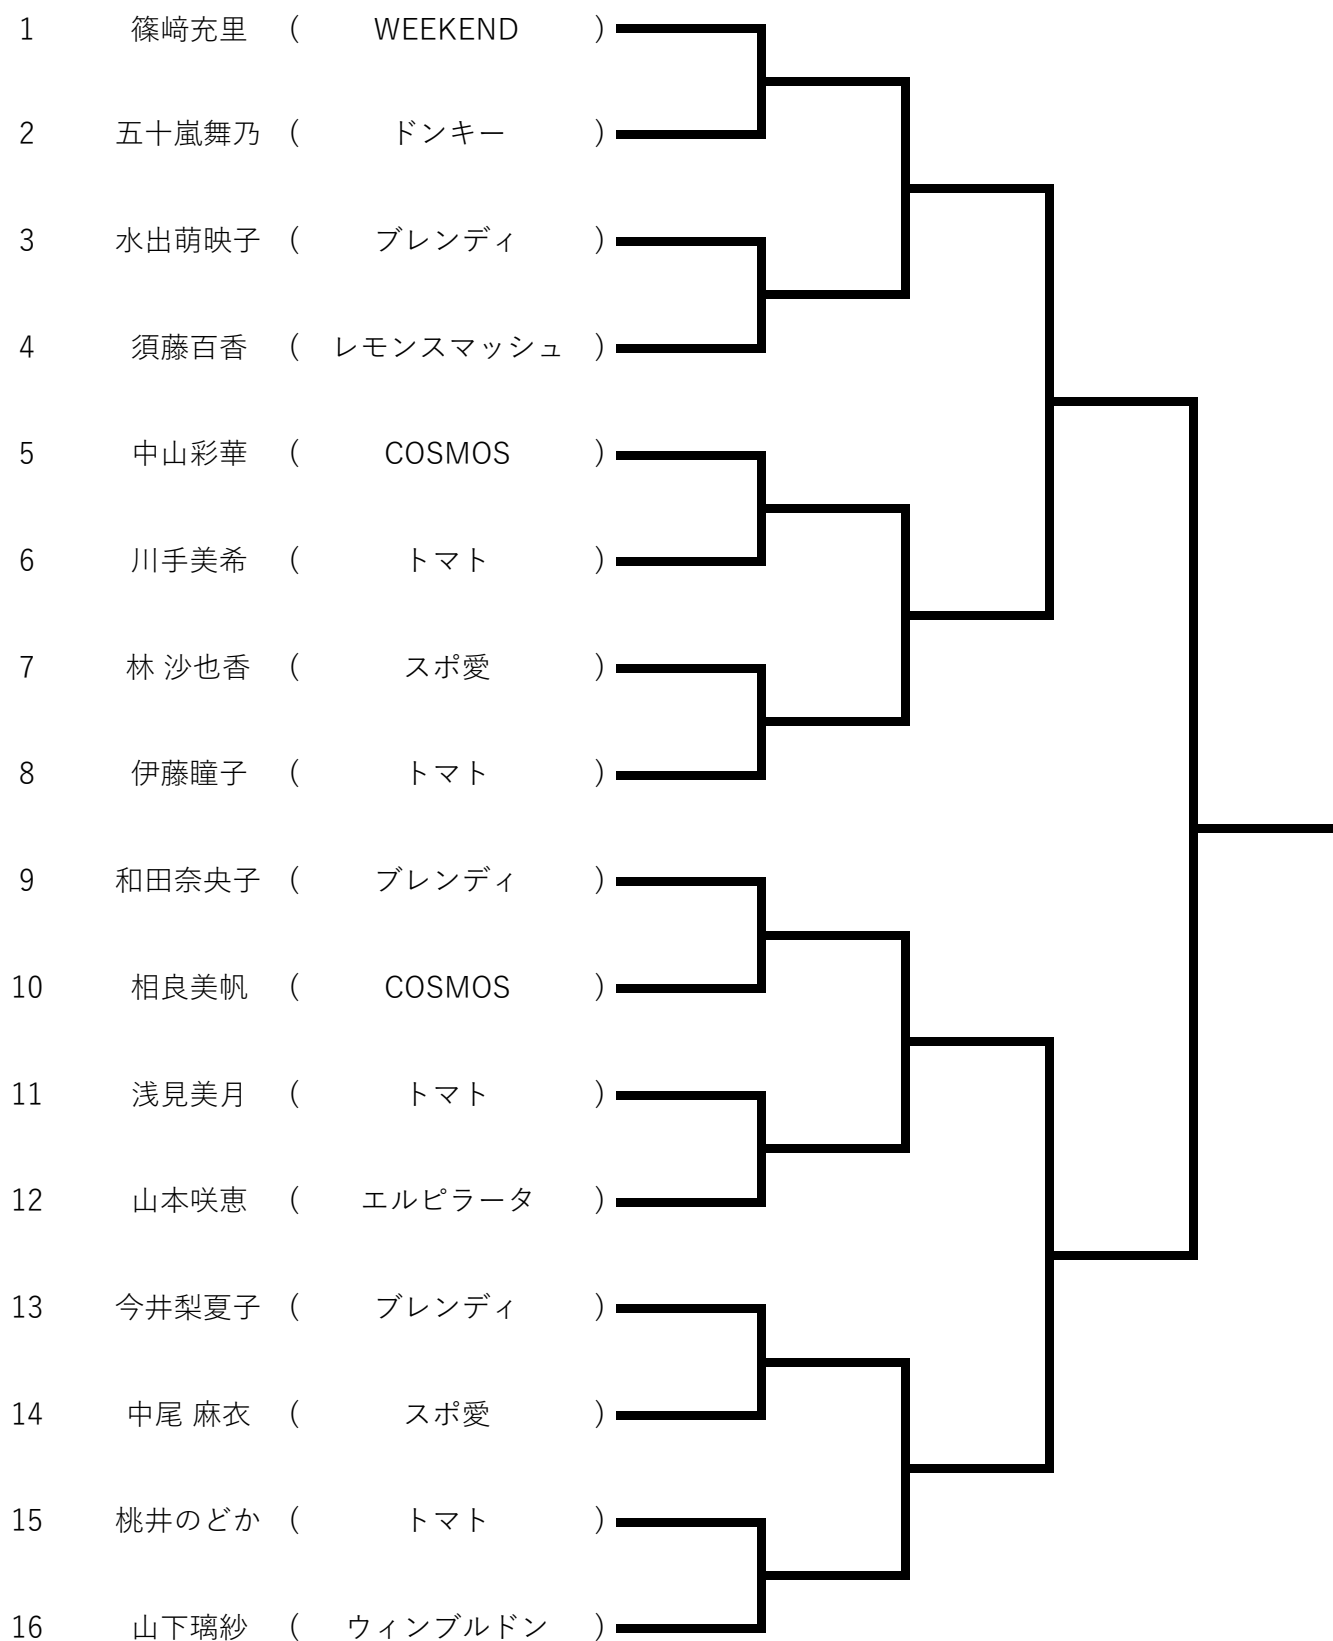 1 篠﨑充里 ( WEEKEND )
2 五十嵐舞乃 ( ドンキー )
3 水出萌映子 ( ブレンディ )
4 須藤百香 ( レモンスマッシュ )
5 中山彩華 ( COSMOS )
6 川手美希 ( トマト )
7 林 沙也香 ( スポ愛 )
8 伊藤瞳子 ( トマト )
9 和田奈央子 ( ブレンディ )
10 相良美帆 ( COSMOS )
11 浅見美月 ( トマト )
12 山本咲恵 ( エルピラータ )
13 今井梨夏子 ( ブレンディ )
14 中尾 麻衣 ( スポ愛 )
15 桃井のどか ( トマト )
16 山下璃紗 ( ウィンブルドン )